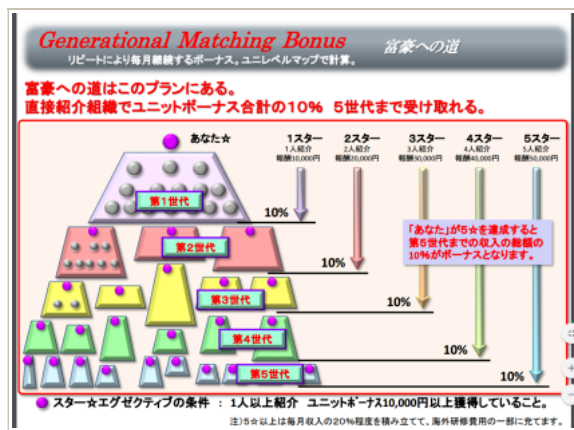 Generational Matching Bonus 富豪への道
リピートにより毎月継続するボーナス。ユニレベルマップで計算。
富豪への道はこのプランにある。
直接紹介組織でユニットボーナス合計の10% 5世代まで受け取れる。
あなた☆
1スター 2スター 3スター 4スター 5スター
1人紹介 2人紹介 3人紹介 4人紹介 5人紹介
報酬10,000円 報酬20,000円 報酬30,000円 報酬40,000円 報酬50,000円
第1世代
10%
「あなた」が5☆を達成すると
第5世代までの収入の総額の
10%がボーナスとなります。
第2世代
10%
第3世代
10%
第4世代
10%
第5世代
10%
スター☆エグゼクティブの条件 : 1人以上紹介 ユニットボーナス10,000円以上獲得していること。
注)5☆以上は毎月収入の20%程度を積み立てて、海外研修費用の一部に充てます。